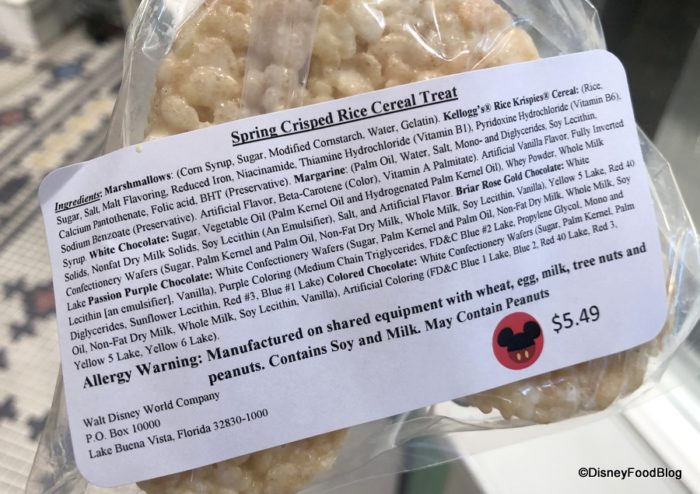 Spring Crisped Rice Cereal Treat
Ingredients: Marshmallows: (Corn Syrup, Sugar, Modified Cornstarch, Water, Gelatin). Kellogg's® Rice Krispies® Cereal: (Rice,
Sugar, Salt, Malt Flavoring, Reduced Iron, Niacinamide, Thiamine Hydrochloride (Vitamin B1), Pyridoxine Hydrochloride (Vitamin B6),
Calcium Pantothenate, Folic acid, BHT (Preservative). Margarine: (Palm Oil, Water, Salt, Mono- and Diglycerides, Soy Lecithin,
Sodium Benzoate (Preservative). Artificial Flavor, Beta-Carotene (Color), Vitamin A Palmitate). Artificial Vanilla Flavor, Fully Inverted
Syrup. White Chocolate: Sugar, Vegetable Oil (Palm Kernel Oil and Hydrogenated Palm Kernel Oil), Whey Powder, Whole Milk
Solids, Nonfat Dry Milk Solids, Soy Lecithin (An Emulsifier), Salt, and Artificial Flavor. Briar Rose Gold Chocolate: White
Confectionery Wafers (Sugar, Palm Kernel and Palm Oil, Non-Fat Dry Milk, Whole Milk, Soy Lecithin, Vanilla), Yellow 5 Lake, Red 40
Lake Passion Purple Chocolate: White Confectionery Wafers (Sugar, Palm Kernel and Palm Oil, Non-Fat Dry Milk, Whole Milk, Soy
Lecithin [an emulsifier], Vanilla), Purple Coloring (Medium Chain Triglycerides, FD&C Blue #2 Lake, Propylene Glycol, Mono and
Diglycerides, Sunflower Lecithin, Red #3, Blue #1 Lake) Colored Chocolate: White Confectionery Wafers (Sugar, Palm Kernel, Palm
Oil, Non-Fat Dry Milk, Whole Milk, Soy Lecithin, Vanilla), Artificial Coloring (FD&C Blue 1 Lake, Blue 2, Red 40 Lake, Red 3,
Yellow 5 Lake, Yellow 6 Lake).
Allergy Warning: Manufactured on shared equipment with wheat, egg, milk, tree nuts and
peanuts. Contains Soy and Milk. May Contain Peanuts
$5.49
Walt Disney World Company
P.O. Box 10000
Lake Buena Vista, Florida 32830-1000
©DisneyFoodBlog